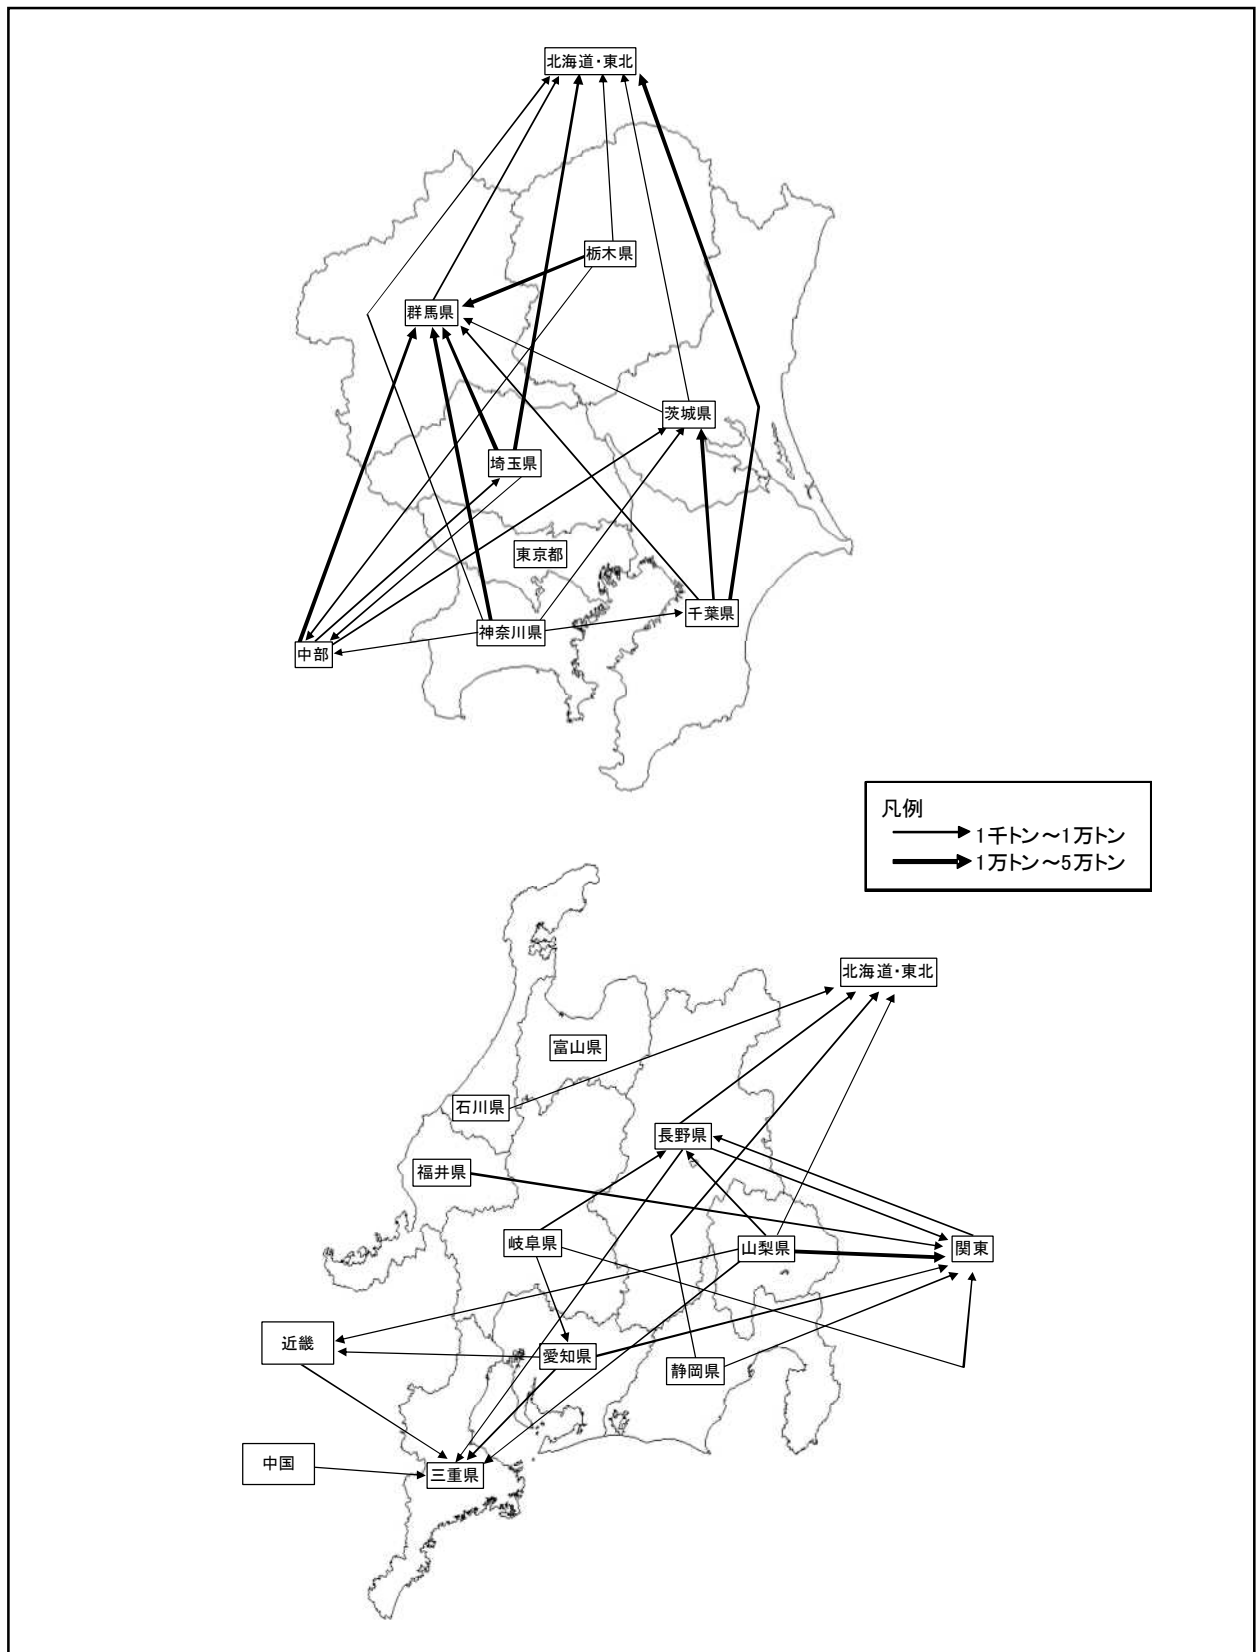 北海道・東北
栃木県
群馬県
茨城県
埼玉県
東京都
千葉県
神奈川県
中部
凡例
1千トン～1万トン
1万トン～5万トン
北海道・東北
富山県
石川県
長野県
福井県
岐阜県
山梨県
関東
近畿
愛知県
静岡県
中国
三重県